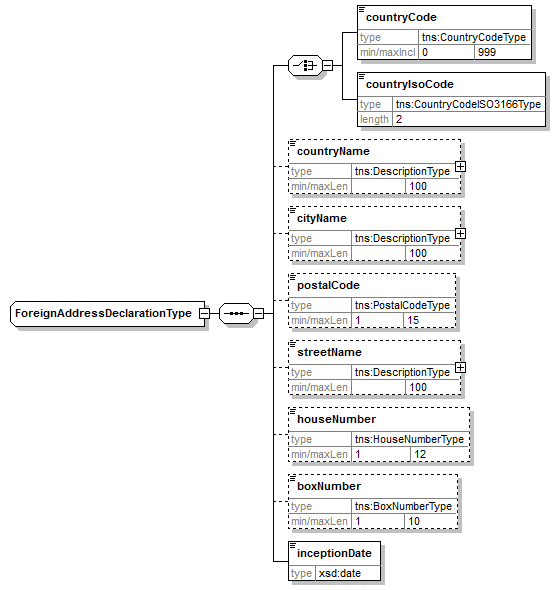 countryCode
type tns:CountryCodeType
min/maxIncl 0 999
countryIsoCode
type tns:CountryCodeISO3166Type
length 2
countryName
type tns:DescriptionType
min/maxLen 100
cityName
type tns:DescriptionType
min/maxLen 100
postalCode
type tns:PostalCodeType
min/maxLen 1 15
ForeignAddressDeclarationType
streetName
type tns:DescriptionType
min/maxLen 100
houseNumber
type tns:HouseNumberType
min/maxLen 1 12
boxNumber
type tns:BoxNumberType
min/maxLen 1 10
inceptionDate
type xsd:date